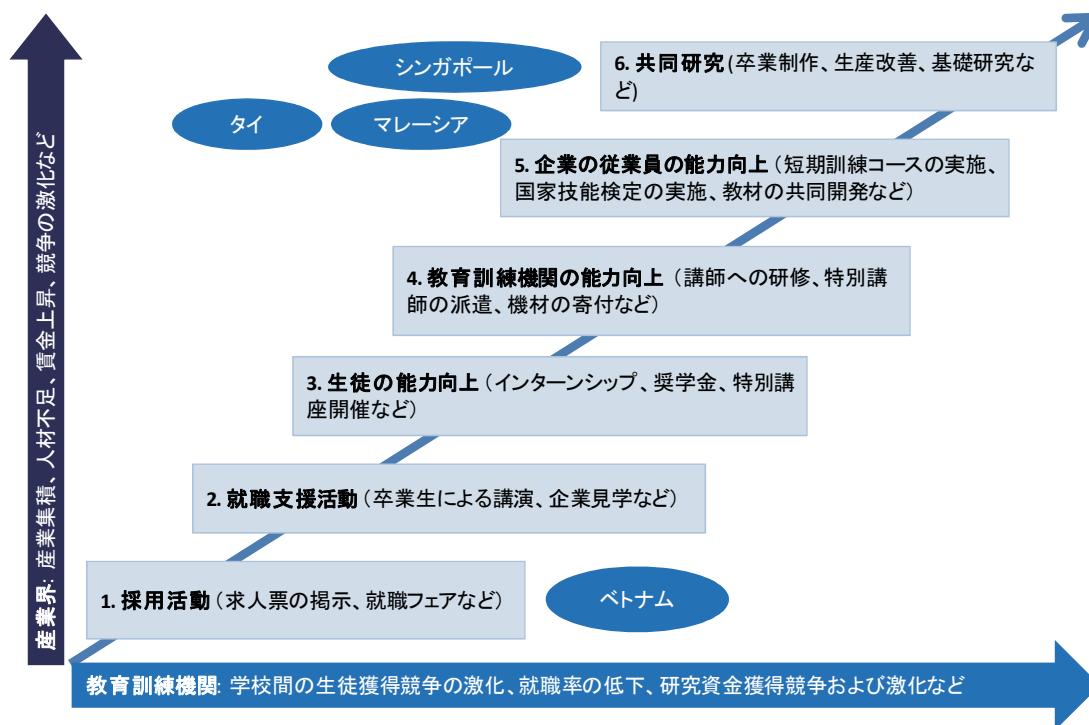 シンガポール
タイ
マレーシア
6. 共同研究(卒業制作、生産改善、基礎研究な
ど)
5. 企業の従業員の能力向上（短期訓練コースの実施、
国家技能検定の実施、教材の共同開発など）
4. 教育訓練機関の能力向上 （講師への研修、特別講
師の派遣、機材の寄付など）
3. 生徒の能力向上（インターンシップ、奨学金、特別講
座開催など）
2. 就職支援活動（卒業生による講演、企業見学など）
1. 採用活動（求人票の掲示、就職フェアなど）
ベトナム
産業界: 産業集積、人材不足、賃金上昇、競争の激化など
教育訓練機関: 学校間の生徒獲得競争の激化、就職率の低下、研究資金獲得競争および激化など